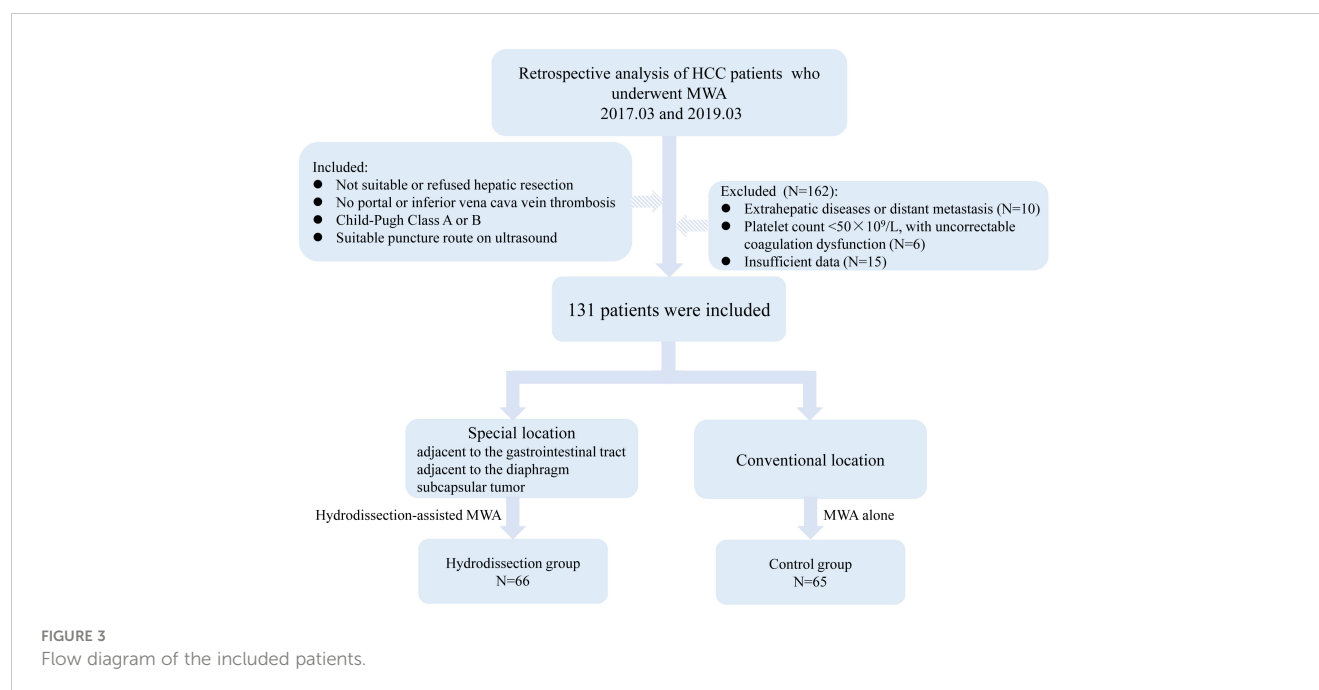 Retrospective analysis of HCC patients who
underwent MWA
2017.03 and 2019.03
Included:
● Not suitable or refused hepatic resection
● No portal or inferior vena cava vein thrombosis
● Child-Pugh Class A or B
● Suitable puncture route on ultrasound
Excluded (N=162):
● Extrahepatic diseases or distant metastasis (N=10)
● Platelet count <50×10⁹/L, with uncorrectable
coagulation dysfunction (N=6)
● Insufficient data (N=15)
131 patients were included
Special location
adjacent to the gastrointestinal tract
adjacent to the diaphragm
subcapsular tumor
Conventional location
Hydrodissection-assisted MWA
MWA alone
Hydrodissection group
N=66
Control group
N=65
FIGURE 3
Flow diagram of the included patients.